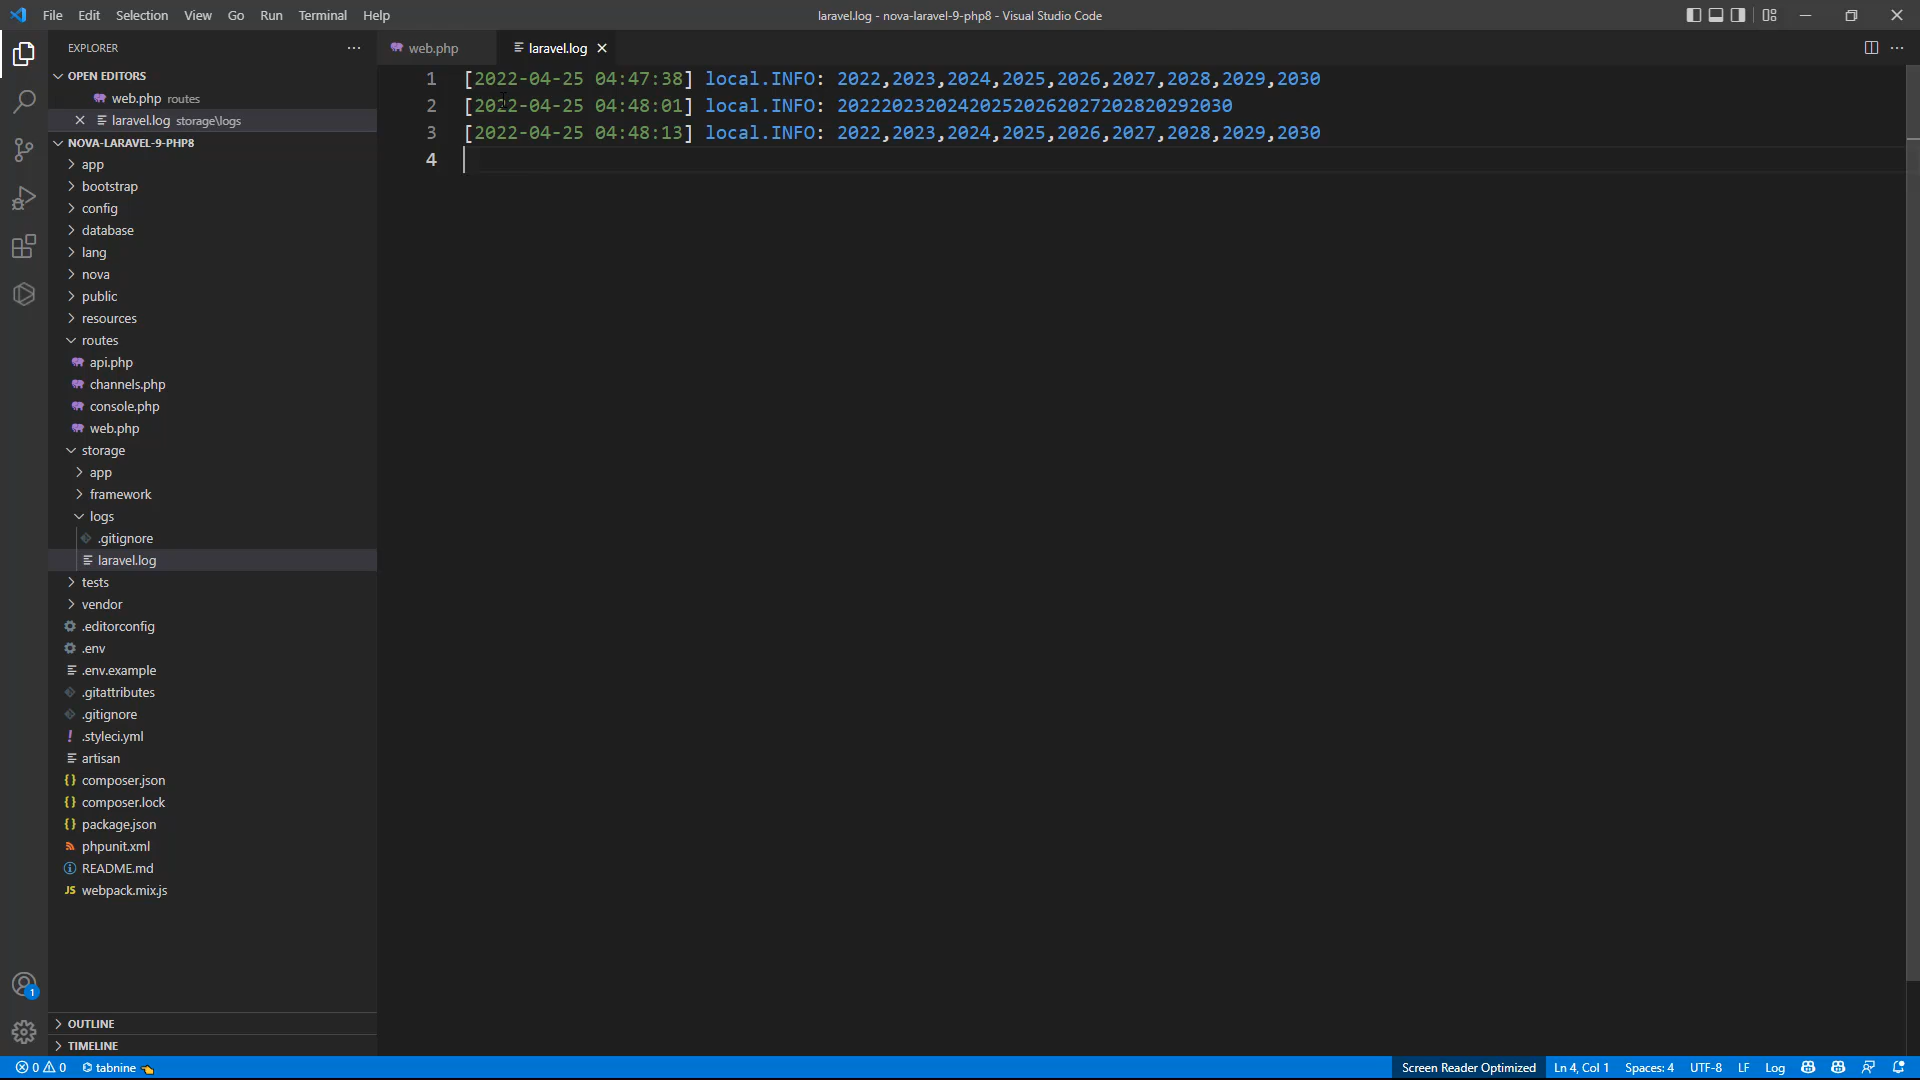 File Edit Selection View Go Run Terminal Help
laravel.log - nova-laravel-9-php8 - Visual Studio Code
EXPLORER
OPEN EDITORS
web.php routes
laravel.log storage\logs
NOVA-LARAVEL-9-PHP8
app
bootstrap
config
database
lang
nova
public
resources
routes
api.php
channels.php
console.php
web.php
storage
app
framework
logs
.gitignore
laravel.log
tests
vendor
.editorconfig
.env
.env.example
.gitattributes
.gitignore
! .styleci.yml
artisan
{} composer.json
{} composer.lock
{} package.json
phpunit.xml
README.md
JS webpack.mix.js
OUTLINE
TIMELINE
web.php
laravel.log
1 [2022-04-25 04:47:38] local.INFO: 2022,2023,2024,2025,2026,2027,2028,2029,2030
2 [2022-04-25 04:48:01] local.INFO: 202220232024202520262027202820292030
3 [2022-04-25 04:48:13] local.INFO: 2022,2023,2024,2025,2026,2027,2028,2029,2030
4
1
0 0 tabnine
Screen Reader Optimized Ln 4, Col 1 Spaces: 4 UTF-8 LF Log